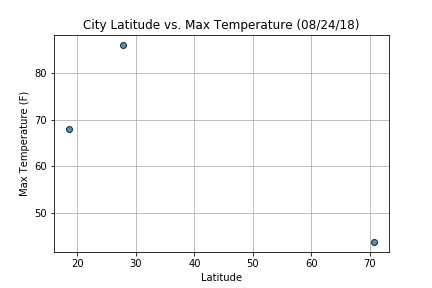 City Latitude vs. Max Temperature (08/24/18)
Max Temperature (F)
80
70
60
50
20 30 40 50 60 70
Latitude